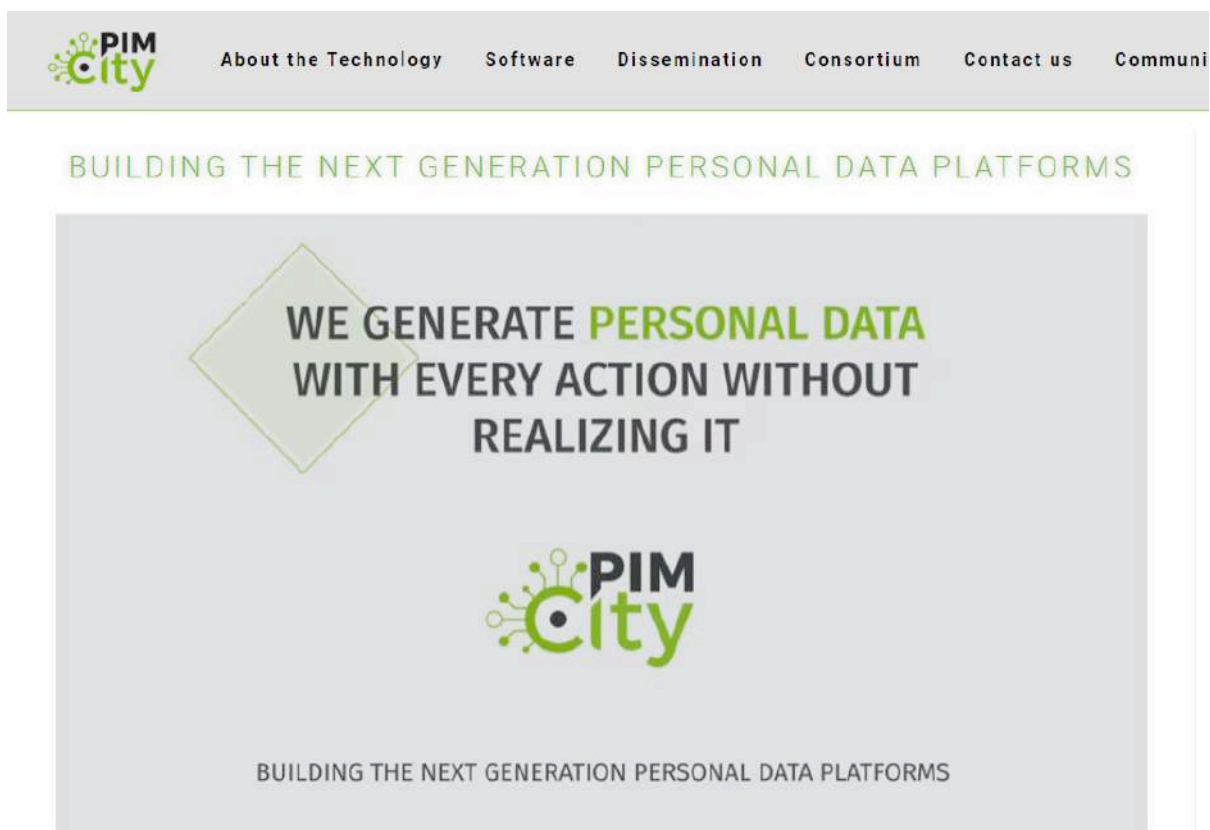 PIM
City
About the Technology Software Dissemination Consortium Contact us Communi
BUILDING THE NEXT GENERATION PERSONAL DATA PLATFORMS
WE GENERATE PERSONAL DATA
WITH EVERY ACTION WITHOUT
REALIZING IT
PIM
City
BUILDING THE NEXT GENERATION PERSONAL DATA PLATFORMS